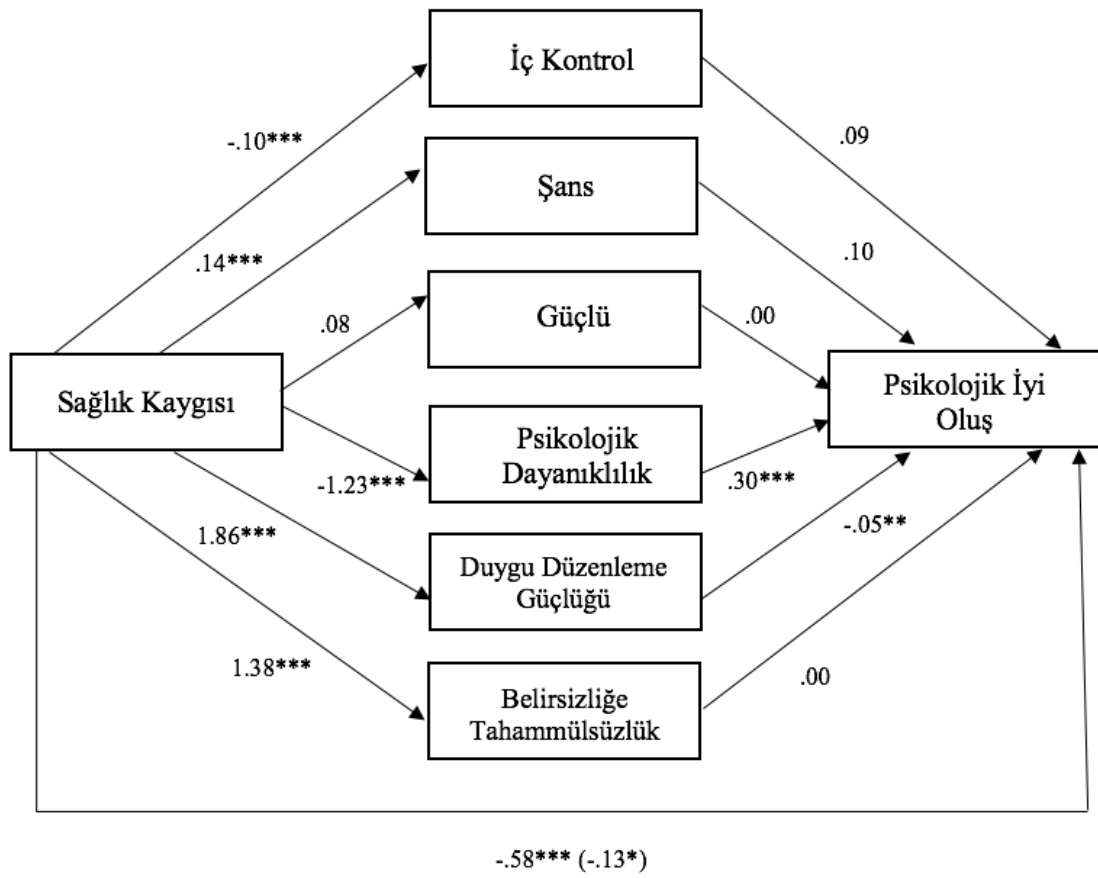 İç Kontrol
-.10***
.09
Şans
.14***
.10
Güçlü
.08
.00
Sağlık Kaygısı
Psikolojik İyi
Oluş
Psikolojik
Dayanıklılık
-1.23***
.30***
1.86***
-.05**
Duygu Düzenleme
Güçlüğü
1.38***
.00
Belirsizliğe
Tahammülsüzlük
-.58*** (-.13*)